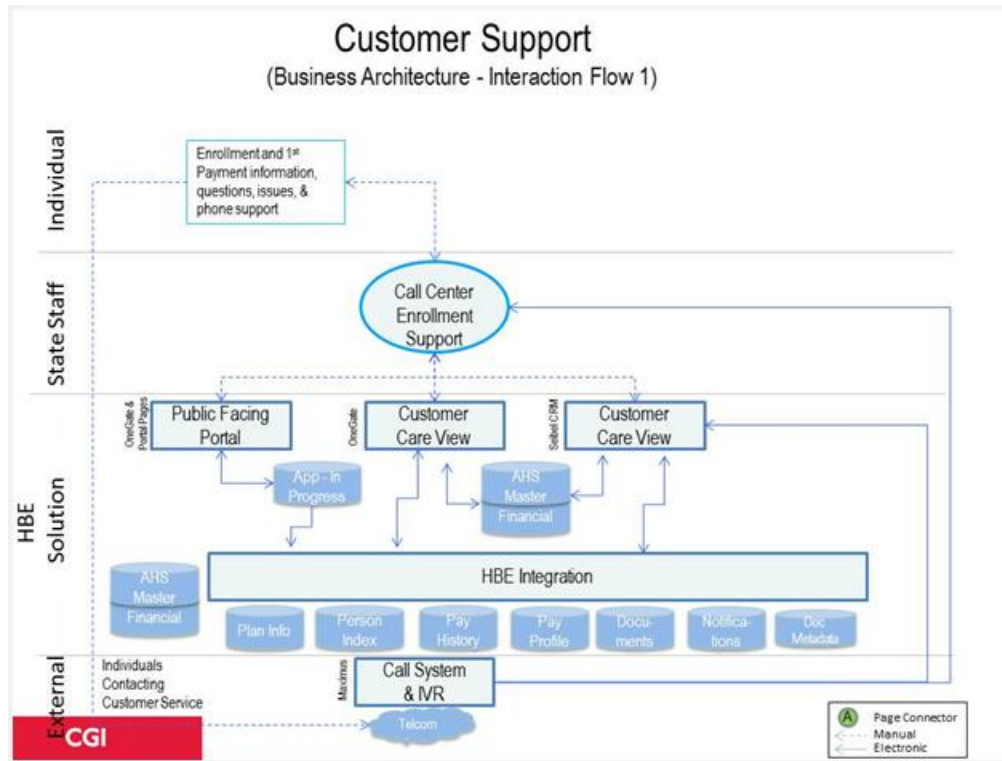 Customer Support
(Business Architecture - Interaction Flow 1)
Individual
Enrollment and 1st
Payment information,
questions, issues, &
phone support
State Staff
Call Center
Enrollment
Support
HBE
Solution
OneGate &
Portal Pages
Public Facing
Portal
OneGate
Customer
Care View
Seibel CRM
Customer
Care View
App - In
Progress
AHS
Master
Financial
HBE Integration
AHS
Master
Financial
Plan Info
Person
Index
Pay
History
Pay
Profile
Docu-
ments
Notifica-
tions
Doc
Metadata
External
Individuals
Contacting
Customer Service
Maximus
Call System
& IVR
Telcom
CGI
A Page Connector
Manual
Electronic